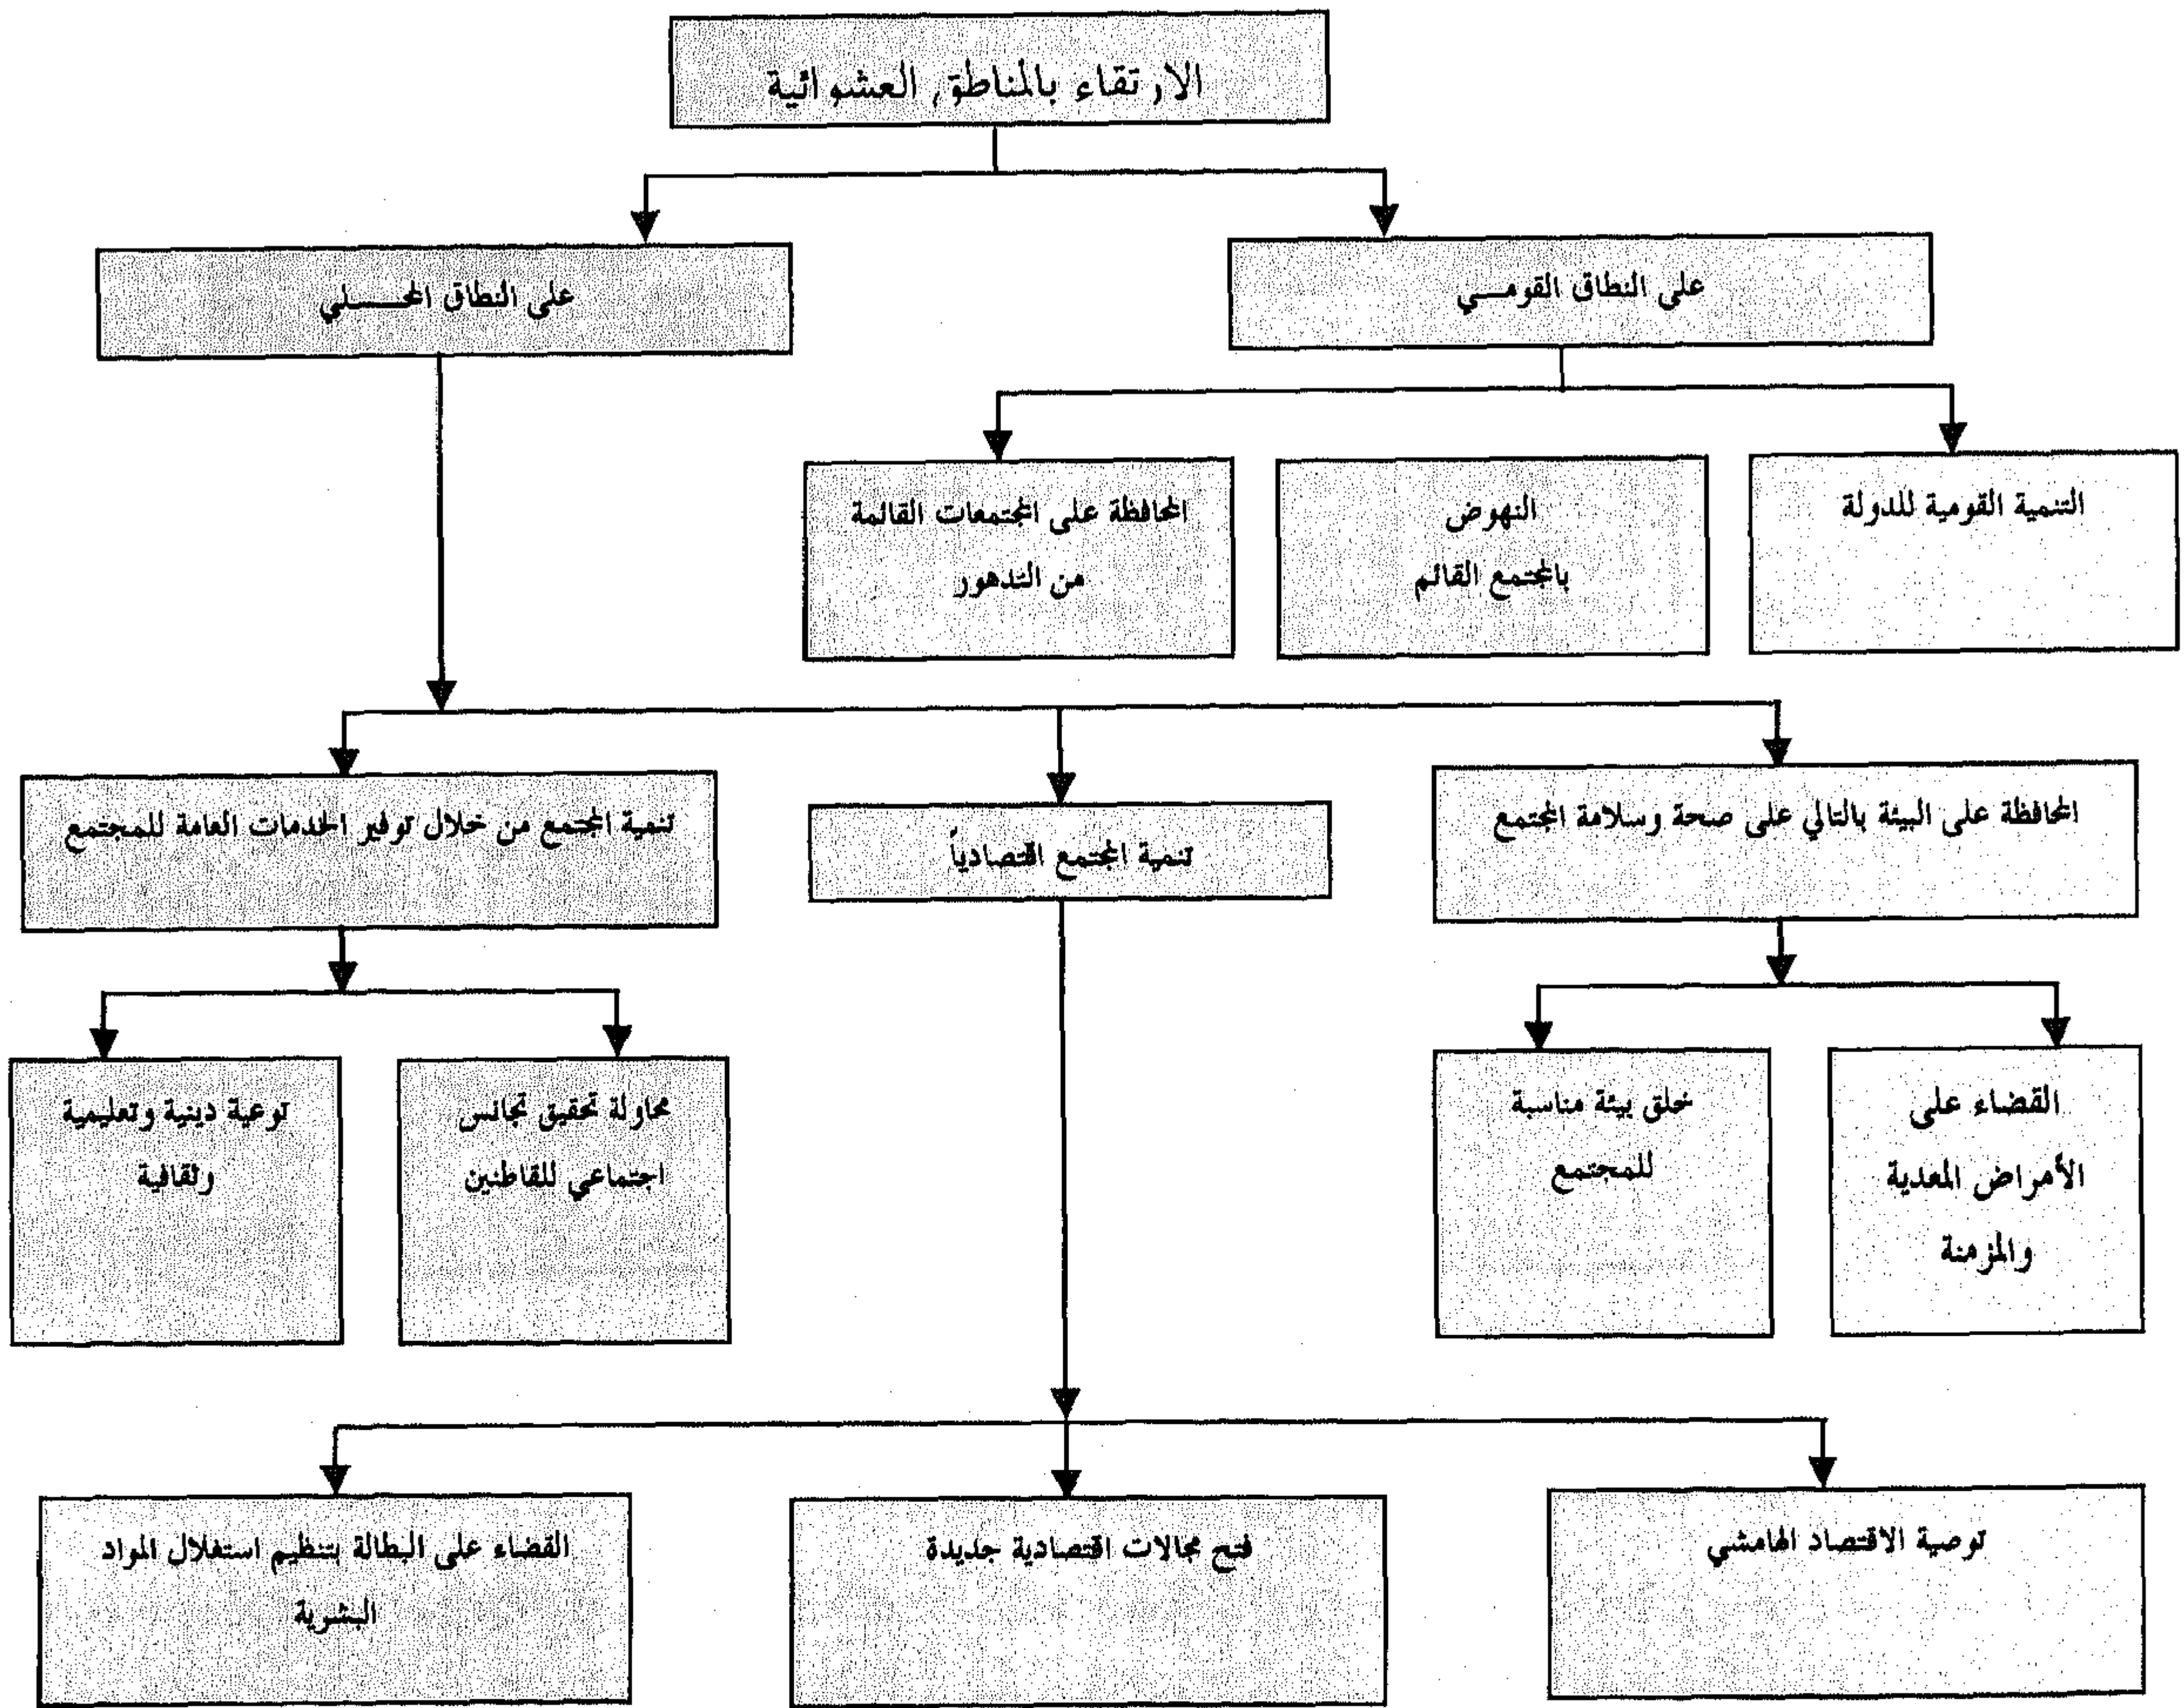 الارتقاء بالمناطق العشوائية
على النطاق القومــي
على النطاق المحــــلي
التنمية القومية للدولة
النهوض
بالمجتمع القائم
المحافظة على المجتمعات القائمة
من التدهور
المحافظة على البيئة بالتالي على صحة وسلامة المجتمع
تنمية المجتمع اقتصادياً
تنمية المجتمع من خلال توفير الخدمات العامة للمجتمع
القضاء على
الأمراض المعدية
والمزمنة
خلق بيئة مناسبة
للمجتمع
محاولة تحقيق تجانس
اجتماعي للقاطنين
توعية دينية وتعليمية
وثقافية
توصية الاقتصاد الهامشي
فتح مجالات اقتصادية جديدة
القضاء على البطالة بتنظيم استغلال المواد
البشرية